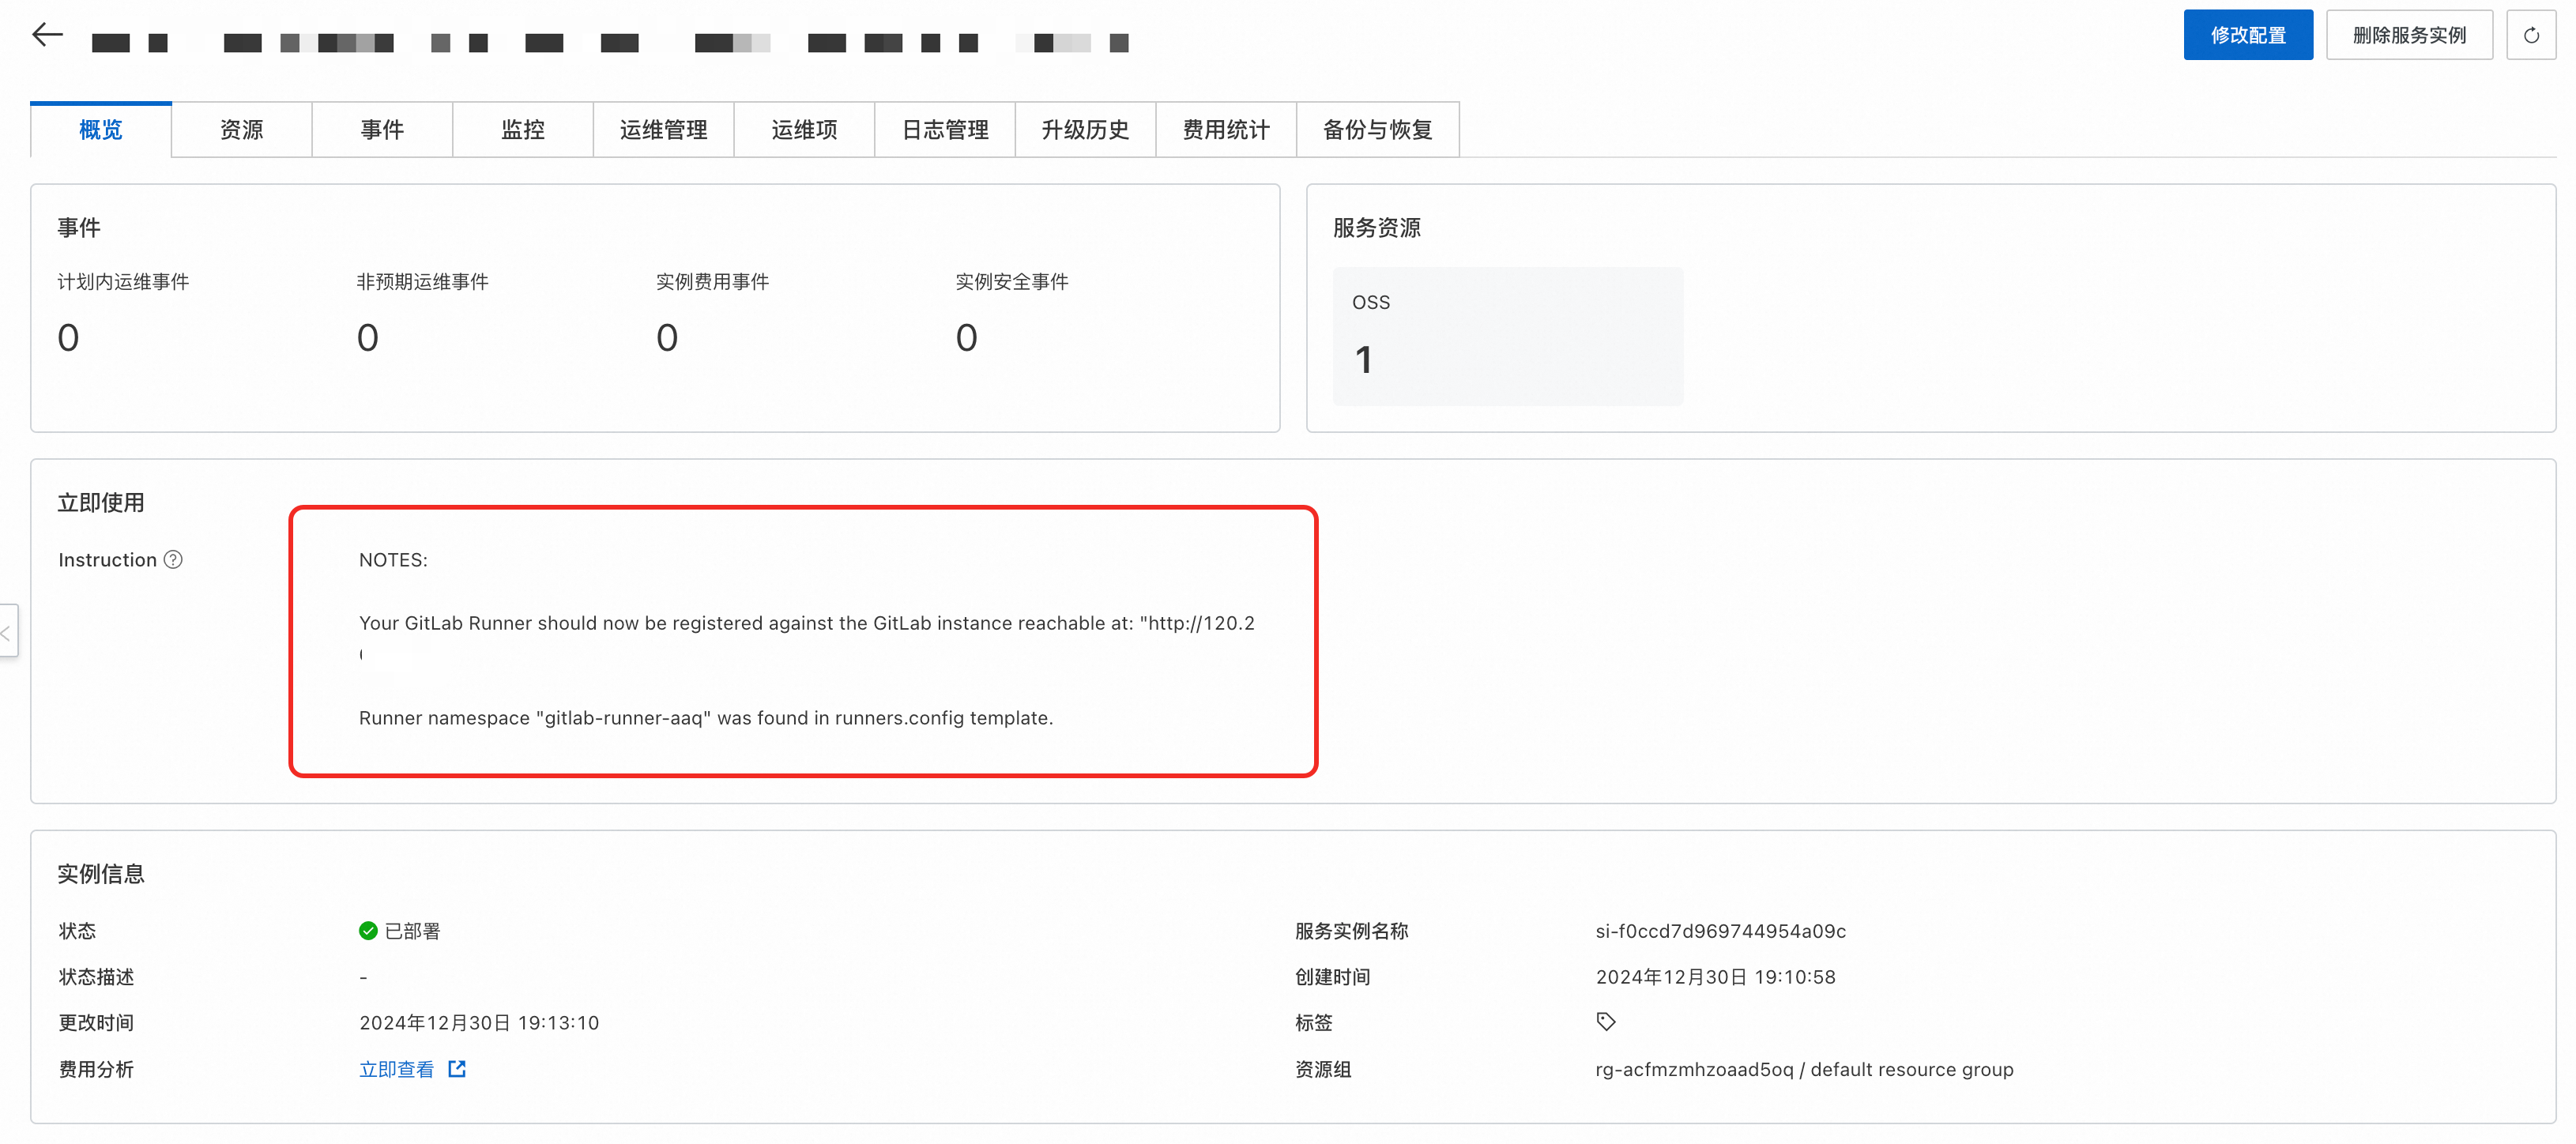 修改配置
删除服务实例
概览
资源
事件
监控
运维管理
运维项
日志管理
升级历史
费用统计
备份与恢复
事件
计划内运维事件
非预期运维事件
实例费用事件
实例安全事件
0
0
0
0
服务资源
OSS
1
立即使用
Instruction
NOTES:
Your GitLab Runner should now be registered against the GitLab instance reachable at: "http://120.2
Runner namespace "gitlab-runner-aaq" was found in runners.config template.
实例信息
状态
已部署
服务实例名称
si-f0ccd7d969744954a09c
状态描述
-
创建时间
2024年12月30日 19:10:58
更改时间
2024年12月30日 19:13:10
标签
费用分析
立即查看
资源组
rg-acfmzmhzoaad5oq / default resource group